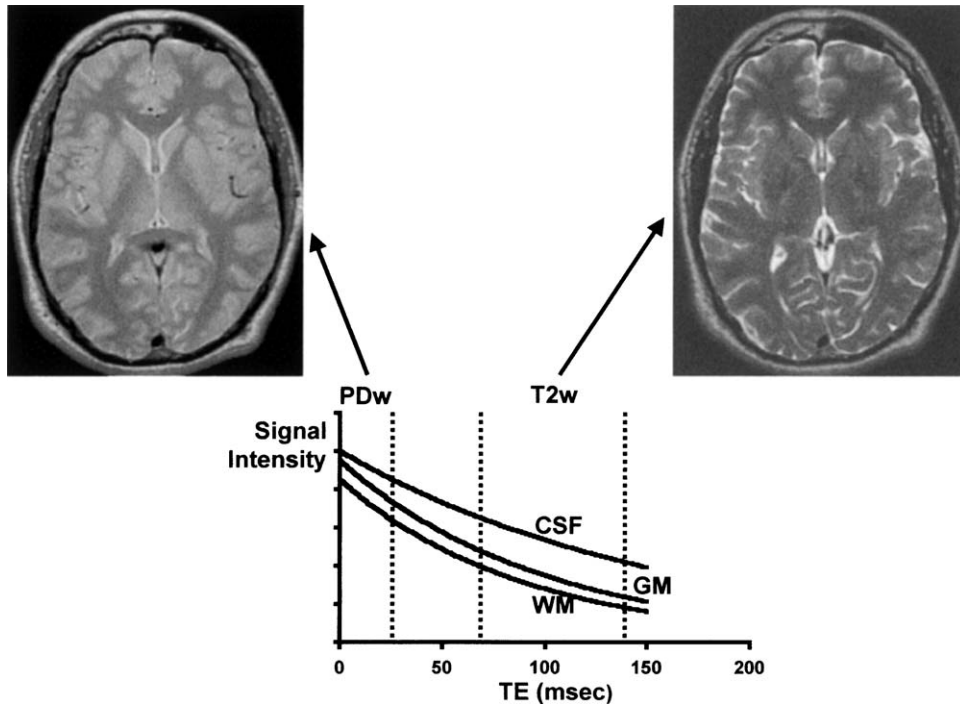 PDw T2w
Signal
Intensity
CSF
GM
WM
0 50 100 150 200
TE (msec)